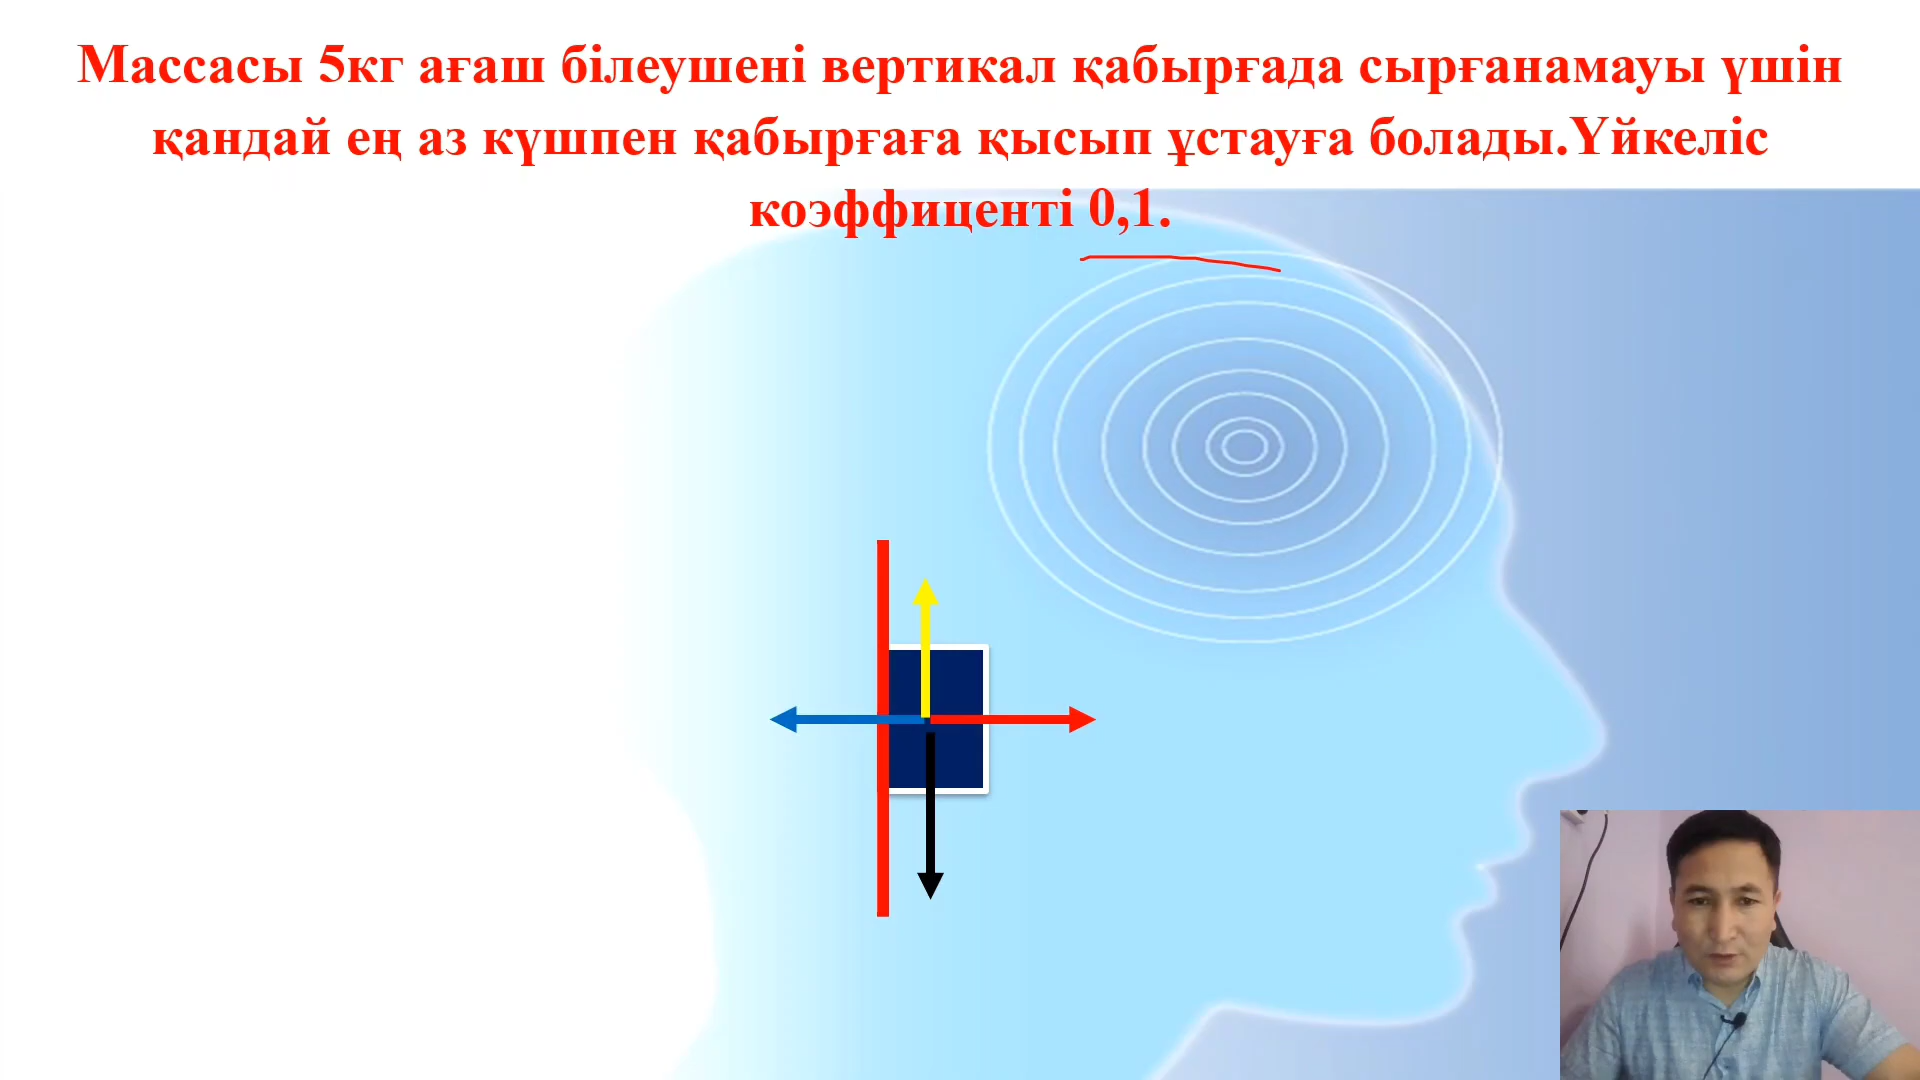 Массасы 5кг ағаш білеушені вертикал қабырғада сырғанамауы үшін
қандай ең аз күшпен қабырғаға қысып ұстауға болады.Үйкеліс
коэффиценті 0,1.